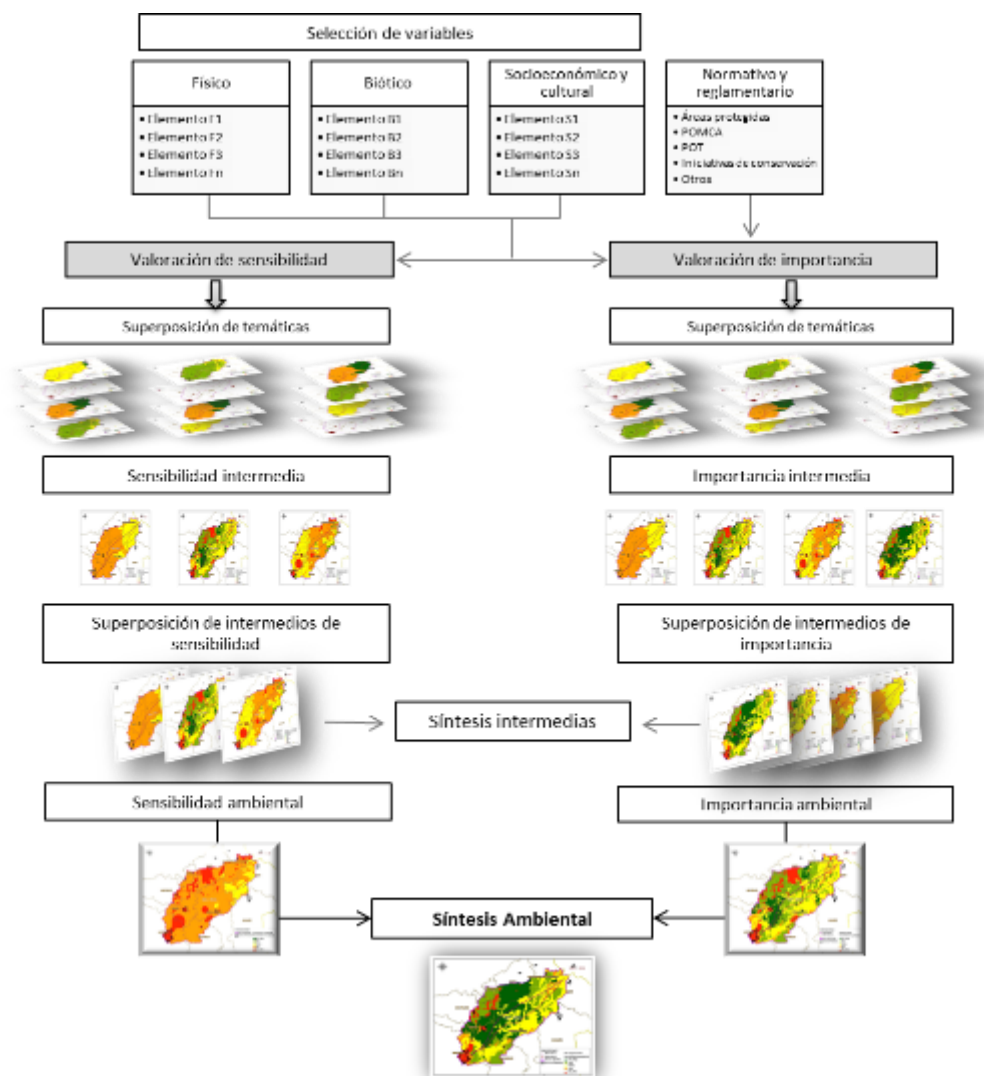 Selección de variables
Físico
Elemento F1
Elemento F2
Elemento F3
Elemento Fn
Biótico
Elemento B1
Elemento B2
Elemento B3
Elemento Bn
Socioeconómico y
cultural
Elemento S1
Elemento S2
Elemento S3
Elemento Sn
Normativo y
reglamentario
Áreas protegidas
POMCA
POT
Iniciativas de conservación
Otros
Valoración de sensibilidad
Valoración de importancia
Superposición de temáticas
Superposición de temáticas
Sensibilidad intermedia
Importancia intermedia
Superposición de intermedios de
sensibilidad
Superposición de intermedios de
importancia
Síntesis intermedias
Sensibilidad ambiental
Importancia ambiental
Síntesis Ambiental